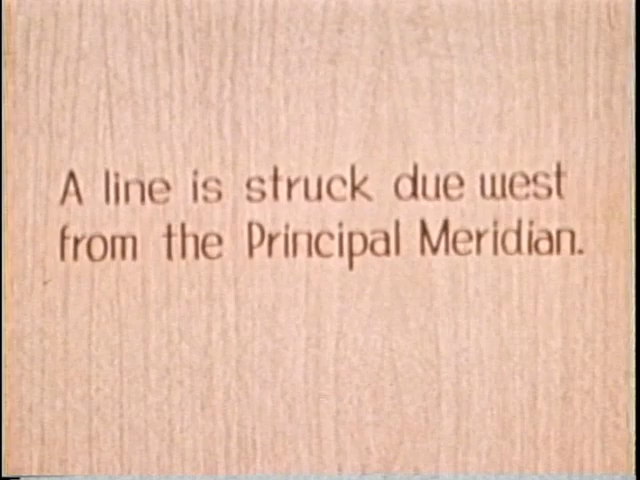 A line is struck due west
from the Principal Meridian.